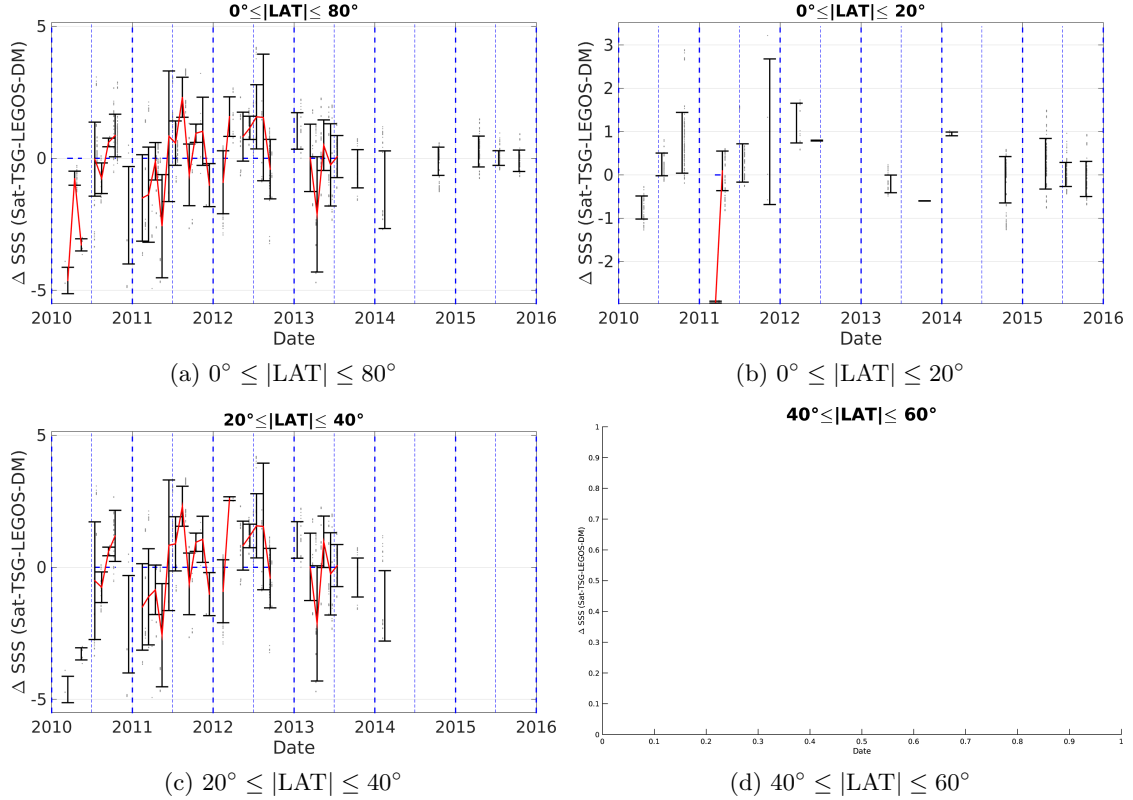 0°≤|LAT|≤ 80°
Δ SSS (Sat-TSG-LEGOS-DM)
5
0
-5
2010 2011 2012 2013 2014 2015 2016
Date
(a) 0° ≤ |LAT| ≤ 80°
0°≤|LAT|≤ 20°
Δ SSS (Sat-TSG-LEGOS-DM)
3
2
1
0
-1
-2
2010 2011 2012 2013 2014 2015 2016
Date
(b) 0° ≤ |LAT| ≤ 20°
20°≤|LAT|≤ 40°
Δ SSS (Sat-TSG-LEGOS-DM)
5
0
-5
2010 2011 2012 2013 2014 2015 2016
Date
(c) 20° ≤ |LAT| ≤ 40°
40°≤|LAT|≤ 60°
Δ SSS (Sat-TSG-LEGOS-DM)
1
0.9
0.8
0.7
0.6
0.5
0.4
0.3
0.2
0.1
0
0 0.1 0.2 0.3 0.4 0.5 0.6 0.7 0.8 0.9 1
Date
(d) 40° ≤ |LAT| ≤ 60°